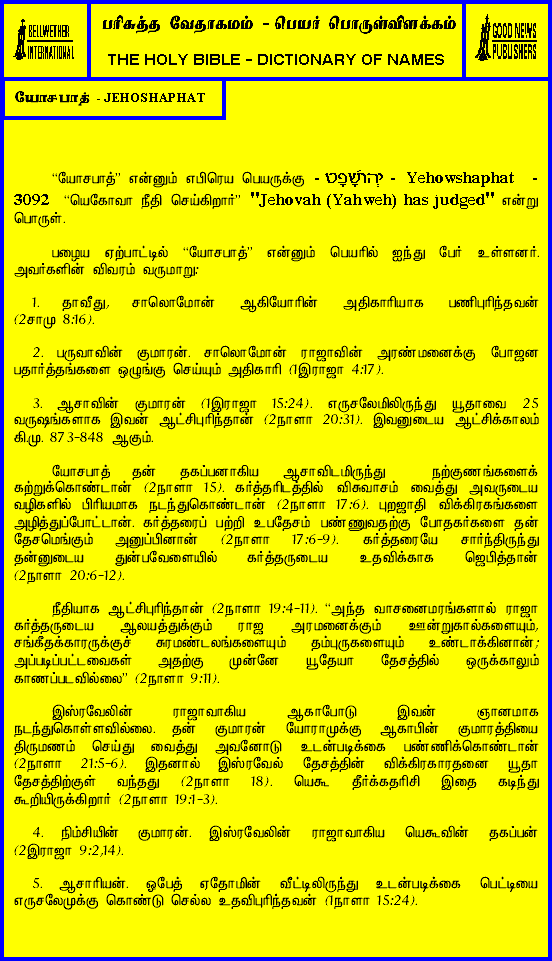 BELLWETHER
INTERNATIONAL
பரிசுத்த வேதாகமம் - பெயர் பொருள்விளக்கம்
THE HOLY BIBLE - DICTIONARY OF NAMES
GOOD NEWS
PUBLISHERS
யோசபாத் - JEHOSHAPHAT
“யோசபாத்” என்னும் எபிரெய பெயருக்கு - יְהוֹשָׁפָט - Yehowshaphat -
3092 “யெகோவா நீதி செய்கிறார்” "Jehovah (Yahweh) has judged" என்று
பொருள்.
பழைய ஏற்பாட்டில் “யோசபாத்” என்னும் பெயரில் ஐந்து பேர் உள்ளனர்.
அவர்களின் விவரம் வருமாறு:
1. தாவீது, சாலொமோன் ஆகியோரின் அதிகாரியாக பணிபுரிந்தவன்
(2சாமு 8:16).
2. பருவாவின் குமாரன். சாலொமோன் ராஜாவின் அரண்மனைக்கு போஜன
பதார்த்தங்களை ஒழுங்கு செய்யும் அதிகாரி (1இராஜா 4:17).
3. ஆசாவின் குமாரன் (1இராஜா 15:24). எருசலேமிலிருந்து யூதாவை 25
வருஷங்களாக இவன் ஆட்சிபுரிந்தான் (2நாளா 20:31). இவனுடைய ஆட்சிக்காலம்
கி.மு. 873-848 ஆகும்.
யோசபாத் தன் தகப்பனாகிய ஆசாவிடமிருந்து நற்குணங்களைக்
கற்றுக்கொண்டான் (2நாளா 15). கர்த்தரிடத்தில் விசுவாசம் வைத்து அவருடைய
வழிகளில் பிரியமாக நடந்துகொண்டான் (2நாளா 17:6). புறஜாதி விக்கிரகங்களை
அழித்துப்போட்டான். கர்த்தரைப் பற்றி உபதேசம் பண்ணுவதற்கு போதகர்களை தன்
தேசமெங்கும் அனுப்பினான் (2நாளா 17:6-9). கர்த்தரையே சார்ந்திருந்து
தன்னுடைய துன்பவேளையில் கர்த்தருடைய உதவிக்காக ஜெபித்தான்
(2நாளா 20:6-12).
நீதியாக ஆட்சிபுரிந்தான் (2நாளா 19:4-11). “அந்த வாசனைமரங்களால் ராஜா
கர்த்தருடைய ஆலயத்துக்கும் ராஜ அரமனைக்கும் ஊன்றுகால்களையும்,
சங்கீதக்காரருக்குச் சுரமண்டலங்களையும் தம்புருகளையும் உண்டாக்கினான்;
அப்படிப்பட்டவைகள் அதற்கு முன்னே யூதேயா தேசத்தில் ஒருக்காலும்
காணப்படவில்லை” (2நாளா 9:11).
இஸ்ரவேலின் ராஜாவாகிய ஆகாபோடு இவன் ஞானமாக
நடந்துகொள்ளவில்லை. தன் குமாரன் யோராமுக்கு ஆகாபின் குமாரத்தியை
திருமணம் செய்து வைத்து அவனோடு உடன்படிக்கை பண்ணிக்கொண்டான்
(2நாளா 21:5-6). இதனால் இஸ்ரவேல் தேசத்தின் விக்கிரகாரதனை யூதா
தேசத்திற்குள் வந்தது (2நாளா 18). யெகூ தீர்க்கதரிசி இதை கடிந்து
கூறியிருக்கிறார் (2நாளா 19:1-3).
4. நிம்சியின் குமாரன். இஸ்ரவேலின் ராஜாவாகிய யெகூவின் தகப்பன்
(2இராஜா 9:2,14).
5. ஆசாரியன். ஓபேத் ஏதோமின் வீட்டிலிருந்து உடன்படிக்கை பெட்டியை
எருசலேமுக்கு கொண்டு செல்ல உதவிபுரிந்தவன் (1நாளா 15:24).